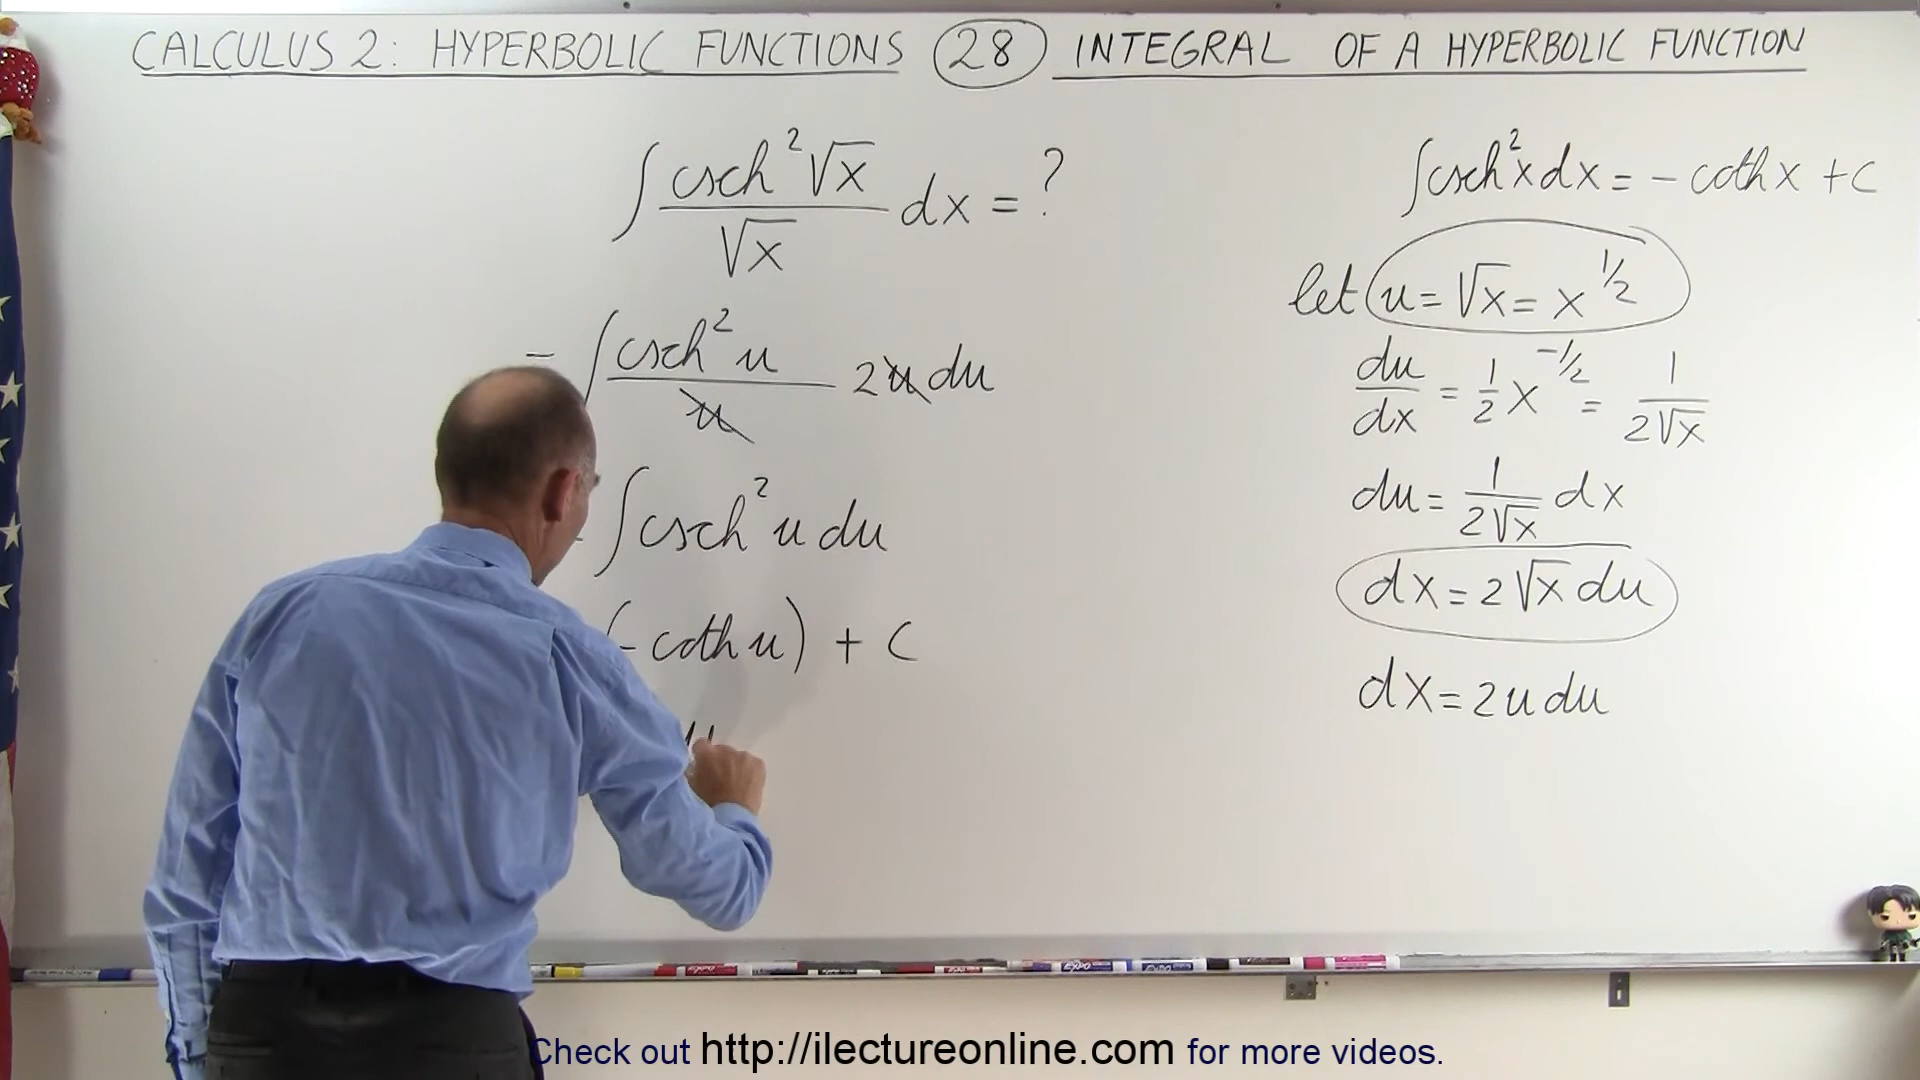 CALCULUS 2: HYPERBOLIC FUNCTIONS 28 INTEGRAL OF A HYPERBOLIC FUNCTION
∫ csch²√x / √x dx = ?
= ∫ csch² u / u 2u du
∫ csch² u du
(- coth u) + C
∫csch²x dx = - coth x + C
let u = √x = x^1/2
du/dx = 1/2 x^-1/2 = 1/(2√x)
du = 1/(2√x) dx
dx = 2√x du
dx = 2u du
Check out http://ilectureonline.com for more videos.